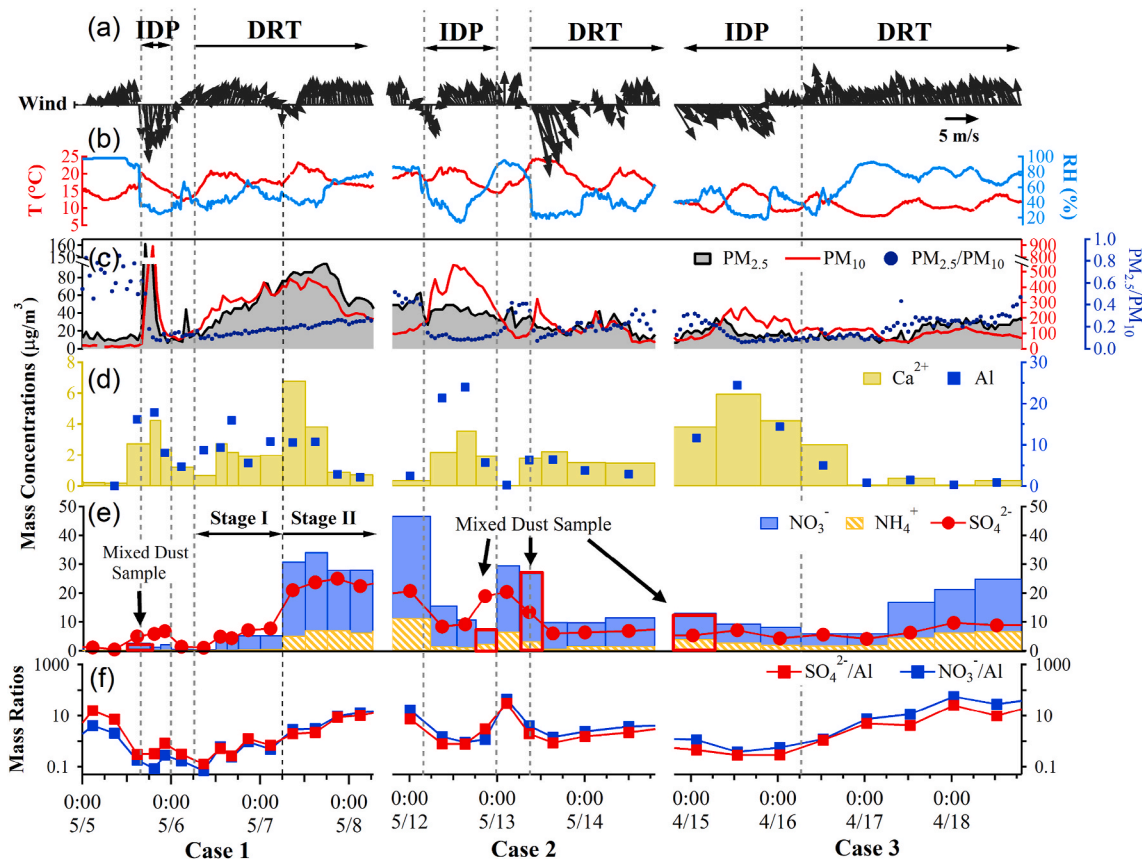 (a)
IDP
DRT
IDP
DRT
IDP
DRT
Wind
5 m/s
(b)
T (°C)
25
20
15
10
5
100
80
60
40
20
RH (%)
Mass Concentrations (μg/m³)
(c)
PM₂.₅
PM₁₀
PM₂.₅/PM₁₀
160
150
80
60
40
20
0
900
800
500
400
300
200
100
0
1.0
0.8
0.6
0.4
0.2
0.0
PM₂.₅/PM₁₀
(d)
Ca²⁺
Al
8
6
4
2
0
30
20
10
0
(e)
Stage I
Stage II
Mixed Dust Sample
Mixed Dust
Sample
NO₃⁻
NH₄⁺
SO₄²⁻
50
40
30
20
10
0
50
40
30
20
10
0
(f)
SO₄²⁻/Al
NO₃⁻/Al
Mass Ratios
1000
10
0.1
1000
10
0.1
0:00 0:00 0:00 0:00 0:00 0:00 0:00 0:00 0:00 0:00 0:00
5/5 5/6 5/7 5/8 5/12 5/13 5/14 4/15 4/16 4/17 4/18
Case 1 Case 2 Case 3